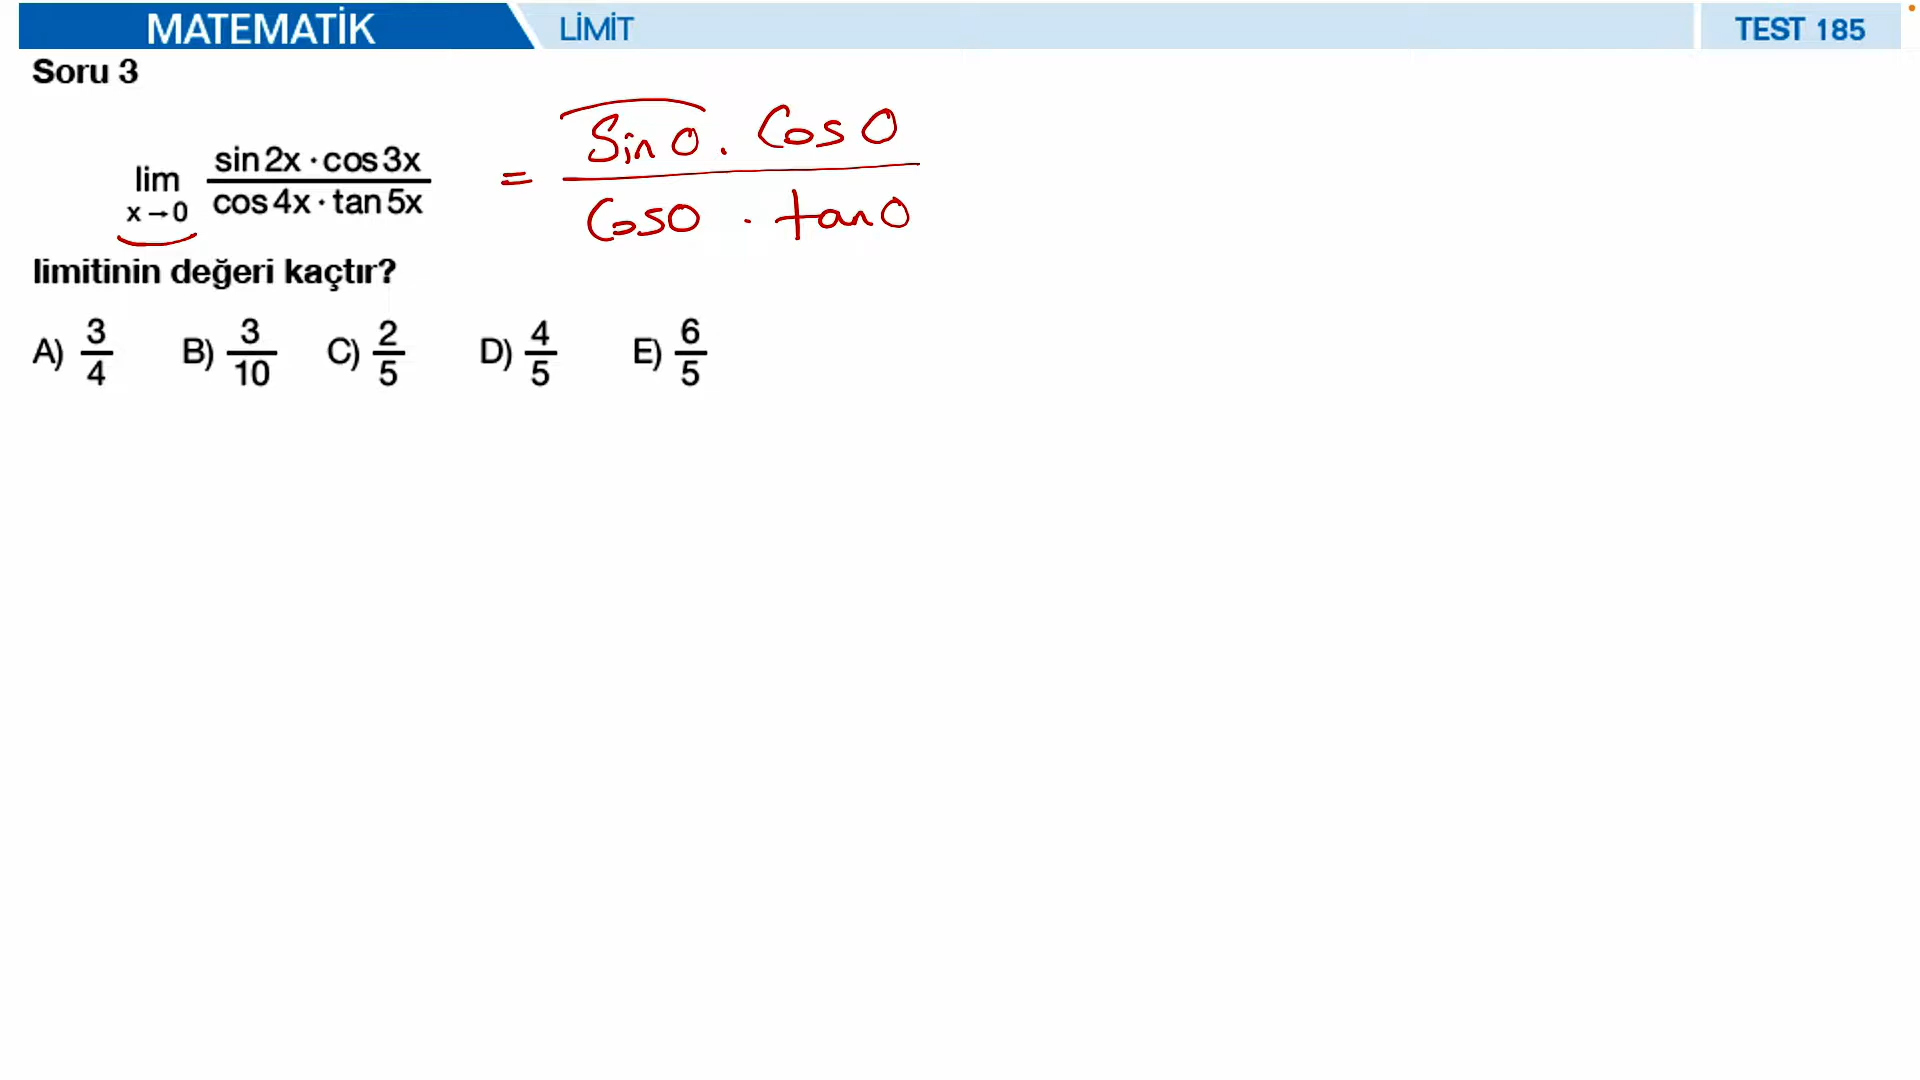 MATEMATİK
LİMİT
TEST 185
Soru 3
lim x→0 sin 2x · cos 3x / cos 4x · tan 5x = Sin 0 . Cos 0 / Cos 0 . tan 0
limitinin değeri kaçtır?
A) 3/4 B) 3/10 C) 2/5 D) 4/5 E) 6/5